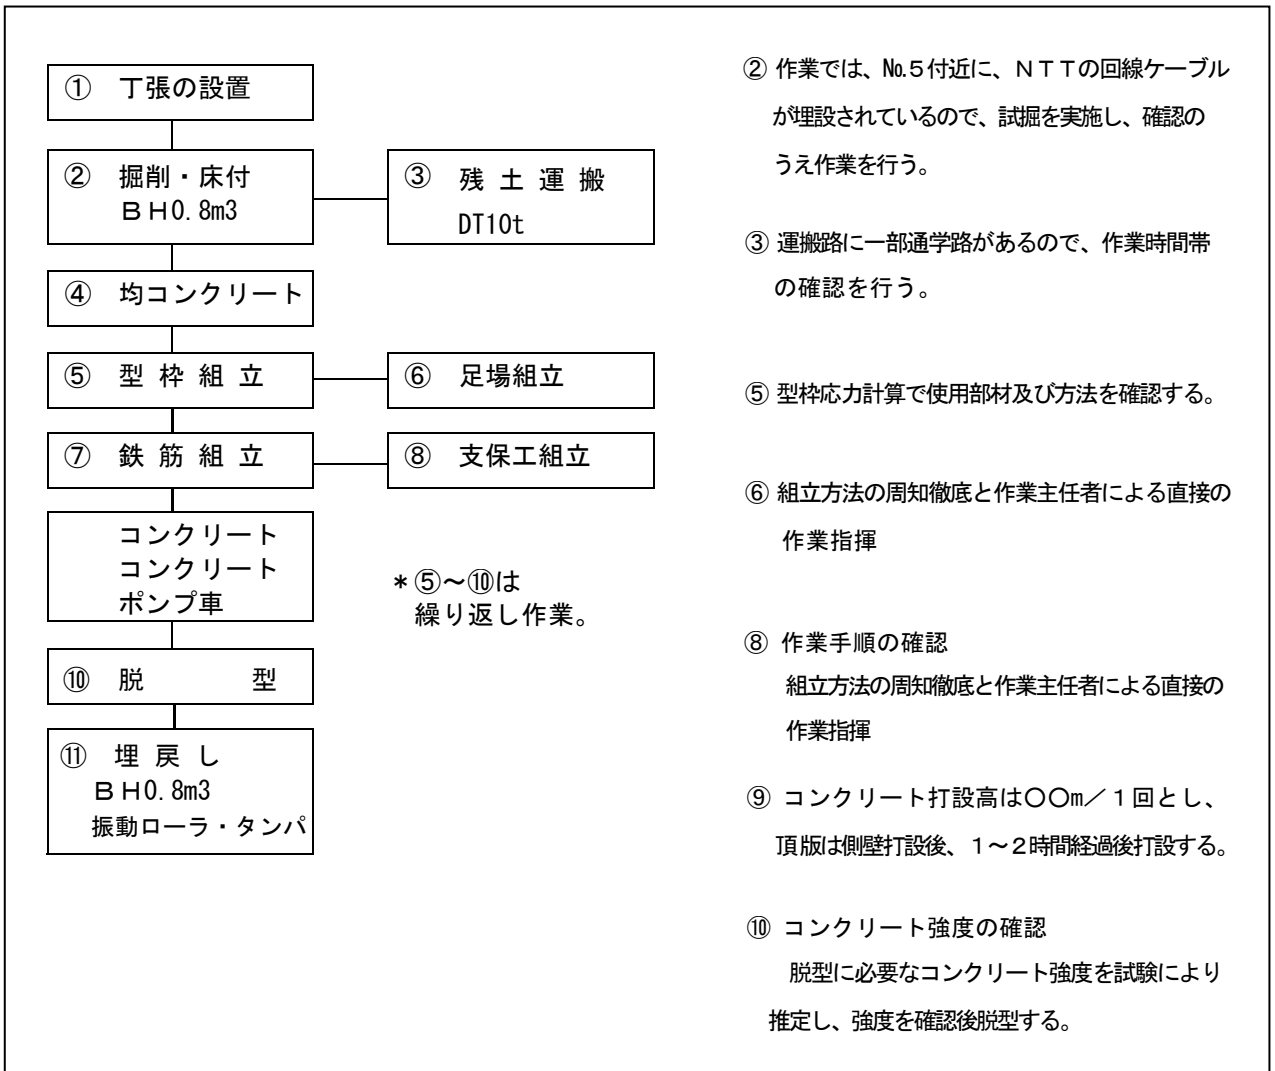 ① 丁張の設置
② 掘削・床付
ＢＨ0.8m3
③ 残土運搬
DT10t
④ 均コンクリート
⑤ 型枠組立
⑥ 足場組立
⑦ 鉄筋組立
⑧ 支保工組立
コンクリート
コンクリート
ポンプ車
＊⑤～⑩は
繰り返し作業。
⑩ 脱型
⑪ 埋戻し
ＢＨ0.8m3
振動ローラ・タンパ
② 作業では、№５付近に、ＮＴＴの回線ケーブル
が埋設されているので、試掘を実施し、確認の
うえ作業を行う。
③ 運搬路に一部通学路があるので、作業時間帯
の確認を行う。
⑤ 型枠応力計算で使用部材及び方法を確認する。
⑥ 組立方法の周知徹底と作業主任者による直接の
作業指揮
⑧ 作業手順の確認
組立方法の周知徹底と作業主任者による直接の
作業指揮
⑨ コンクリート打設高は〇〇m／１回とし、
頂版は側壁打設後、１～２時間経過後打設する。
⑩ コンクリート強度の確認
脱型に必要なコンクリート強度を試験により
推定し、強度を確認後脱型する。